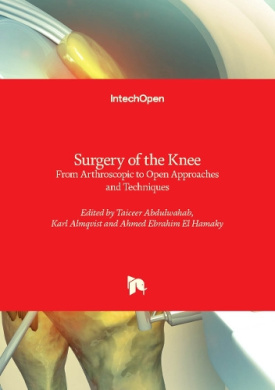 IntechOpen
Surgery of the Knee
From Arthroscopic to Open Approaches
and Techniques
Edited by Taiceer Abdulwahab,
Karl Almqvist and Ahmed Ebrahim El Hamaky